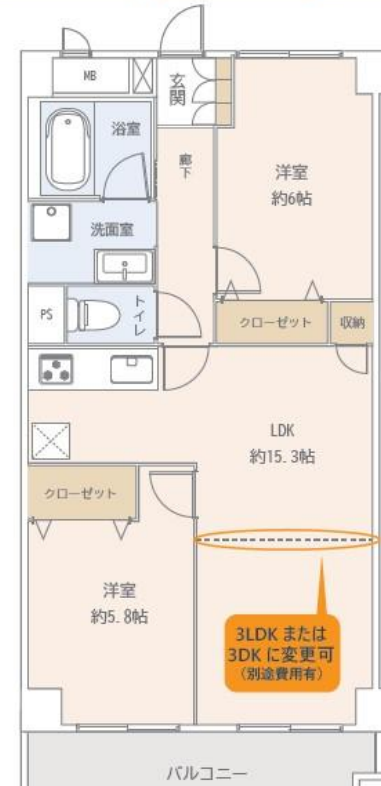 MB
玄関
浴室
廊下
洋室
約6帖
洗面室
トイレ
PS
クローゼット
収納
LDK
約15.3帖
クローゼット
洋室
約5.8帖
3LDK または
3DK に変更可
(別途費用有)
バルコニー